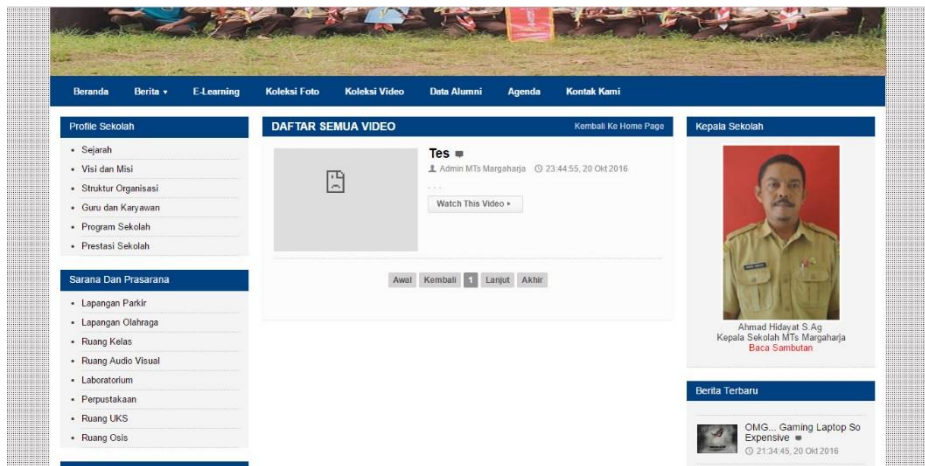 Beranda Berita E-Learning Koleksi Foto Koleksi Video Data Alumni Agenda Kontak Kami
Profile Sekolah
• Sejarah
• Visi dan Misi
• Struktur Organisasi
• Guru dan Karyawan
• Program Sekolah
• Prestasi Sekolah
Sarana Dan Prasarana
• Lapangan Parkir
• Lapangan Olahraga
• Ruang Kelas
• Ruang Audio Visual
• Laboratorium
• Perpustakaan
• Ruang UKS
• Ruang Osis
DAFTAR SEMUA VIDEO Kembali Ke Home Page
Tes
Admin MTs Margaharja 23:44:55, 20 Okt 2016
. . .
Watch This Video
Awal Kembali 1 Lanjut Akhir
Kepala Sekolah
Ahmad Hidayat S.Ag
Kepala Sekolah MTs Margaharja
Baca Sambutan
Berita Terbaru
OMG... Gaming Laptop So
Expensive
21:34:45, 20 Okt 2016